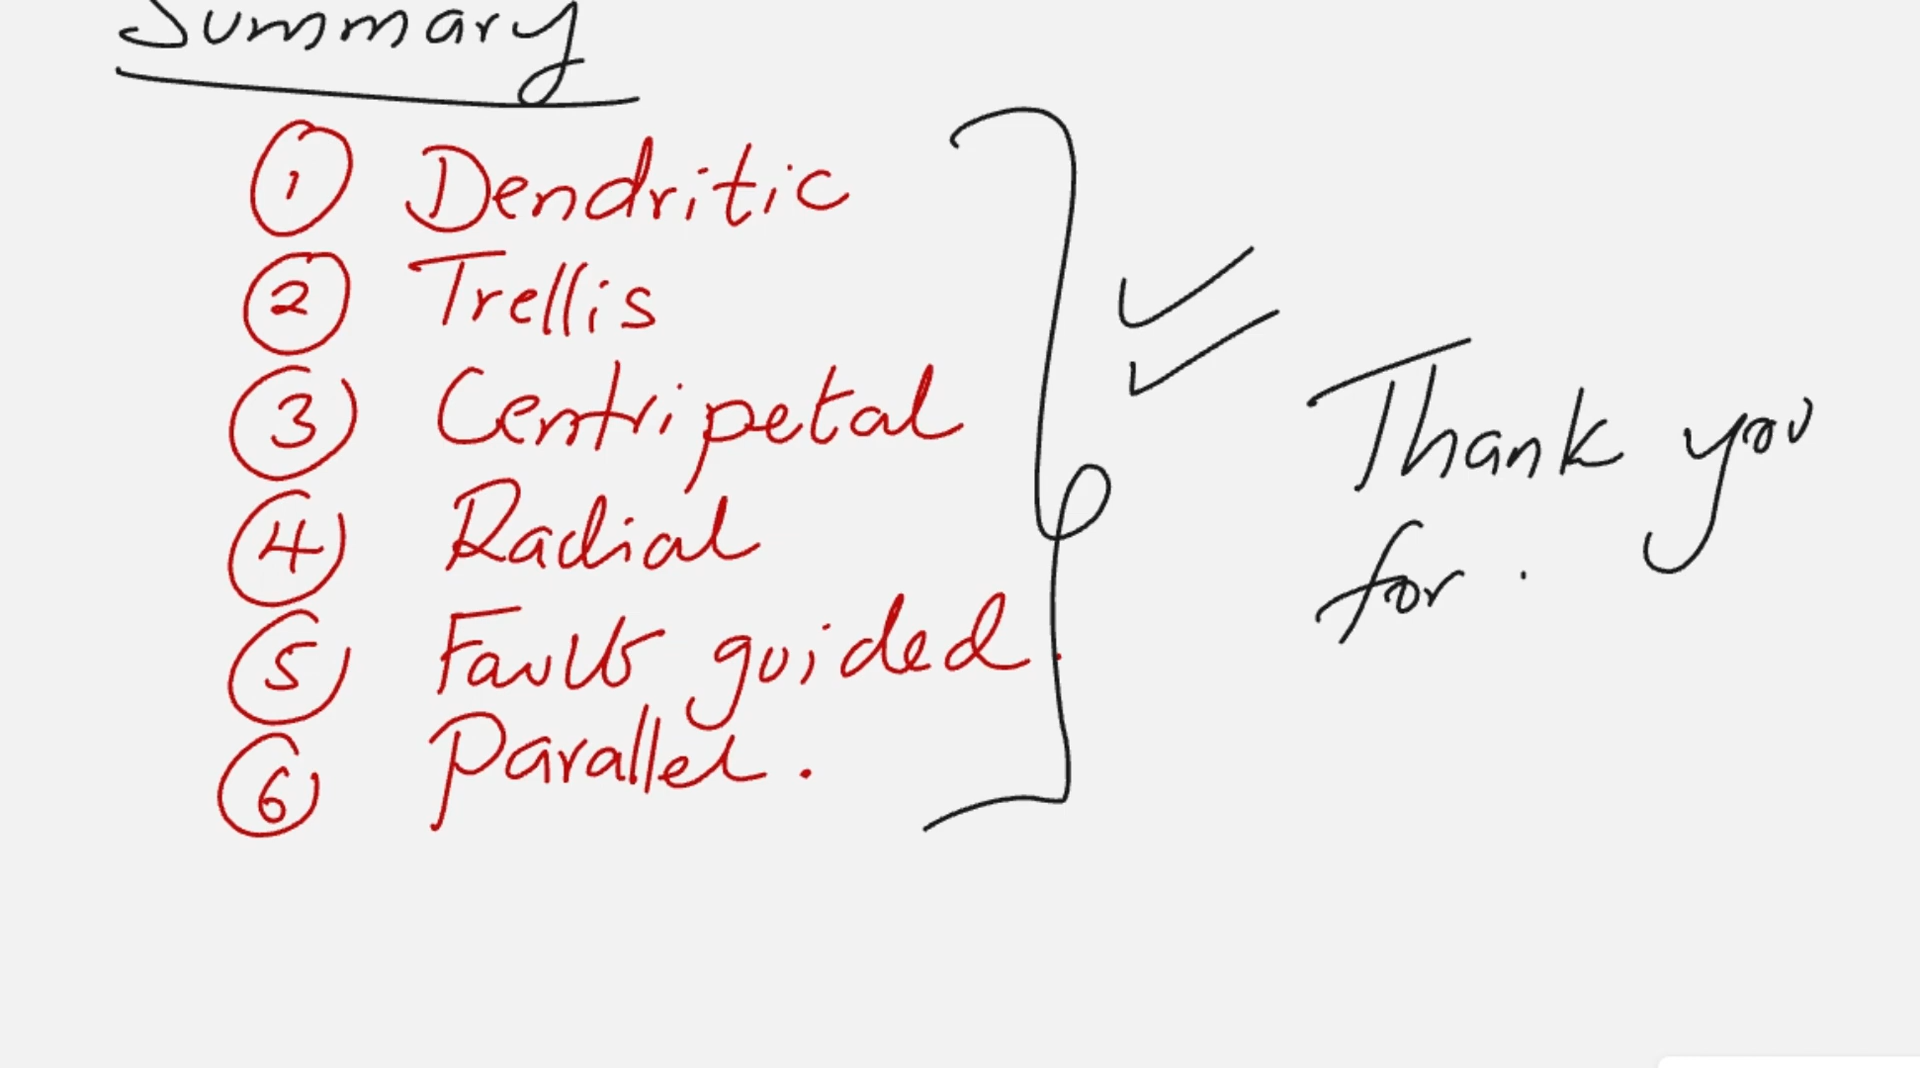 Summary
① Dendritic
② Trellis
③ Centripetal
④ Radial
⑤ Fault guided.
⑥ Parallel.
Thank you
for.